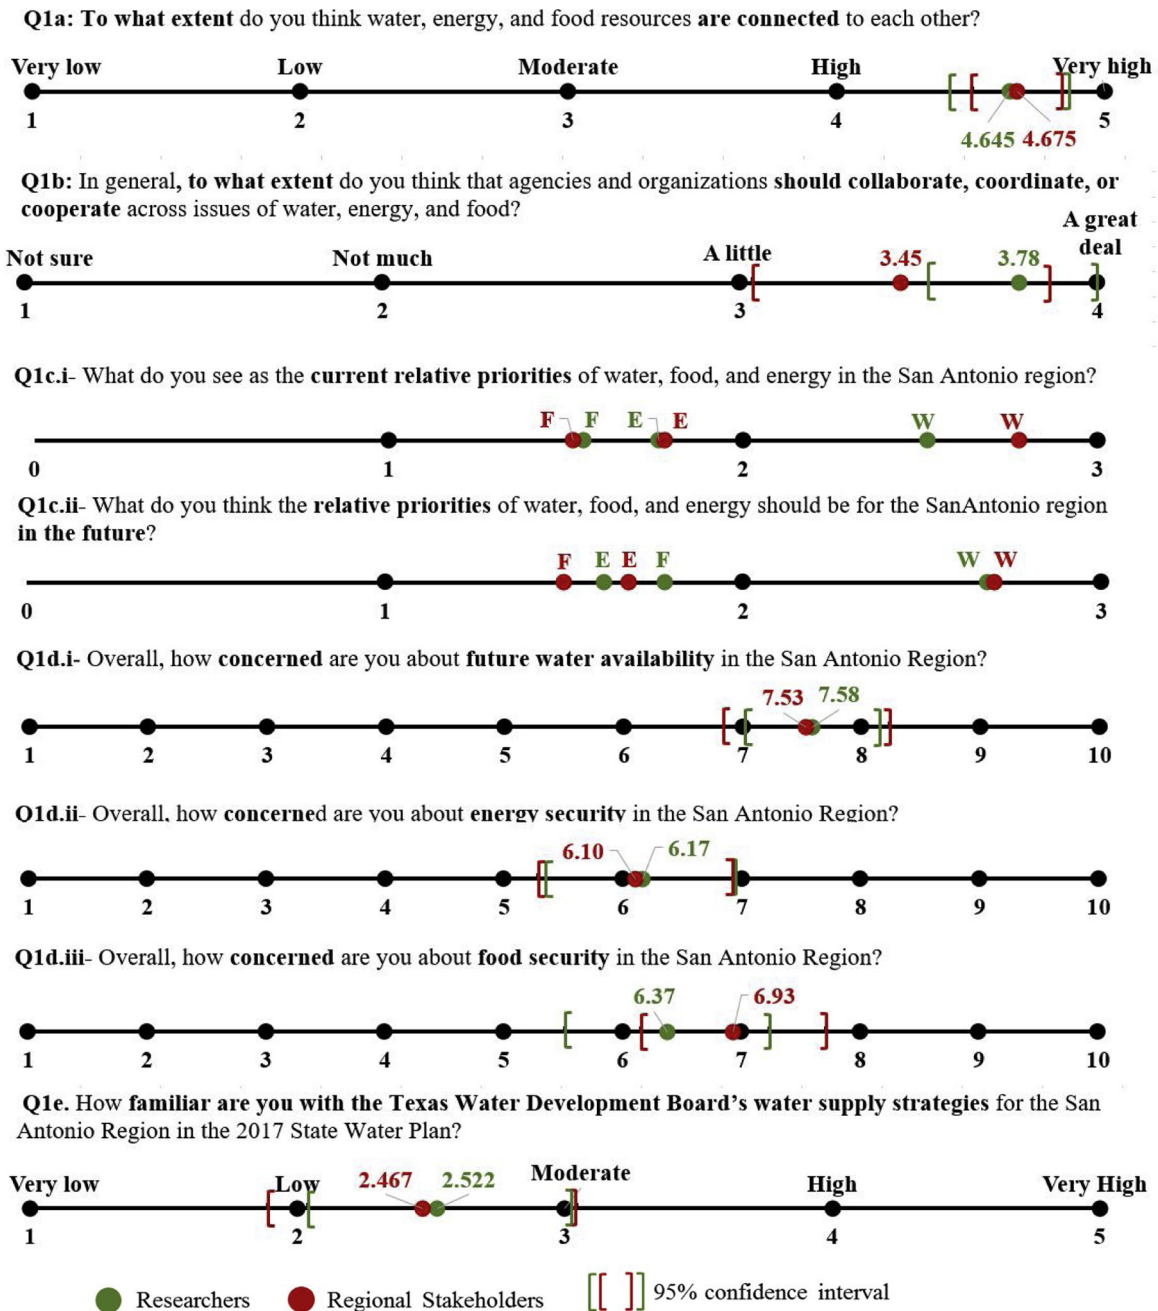 Q1a: To what extent do you think water, energy, and food resources are connected to each other?
Very low Low Moderate High Very high
1 2 3 4 5
4.645 4.675
Q1b: In general, to what extent do you think that agencies and organizations should collaborate, coordinate, or
cooperate across issues of water, energy, and food?
A great
deal
Not sure Not much A little 3.45 3.78
1 2 3 4
Q1c.i- What do you see as the current relative priorities of water, food, and energy in the San Antonio region?
F F E E W W
0 1 2 3
Q1c.ii- What do you think the relative priorities of water, food, and energy should be for the SanAntonio region
in the future?
F E E F W W
0 1 2 3
Q1d.i- Overall, how concerned are you about future water availability in the San Antonio Region?
7.53 7.58
1 2 3 4 5 6 7 8 9 10
Q1d.ii- Overall, how concerned are you about energy security in the San Antonio Region?
6.10 6.17
1 2 3 4 5 6 7 8 9 10
Q1d.iii- Overall, how concerned are you about food security in the San Antonio Region?
6.37 6.93
1 2 3 4 5 6 7 8 9 10
Q1e. How familiar are you with the Texas Water Development Board's water supply strategies for the San
Antonio Region in the 2017 State Water Plan?
Very low Low 2.467 2.522 Moderate High Very High
1 2 3 4 5
Researchers Regional Stakeholders [[ ]] 95% confidence interval